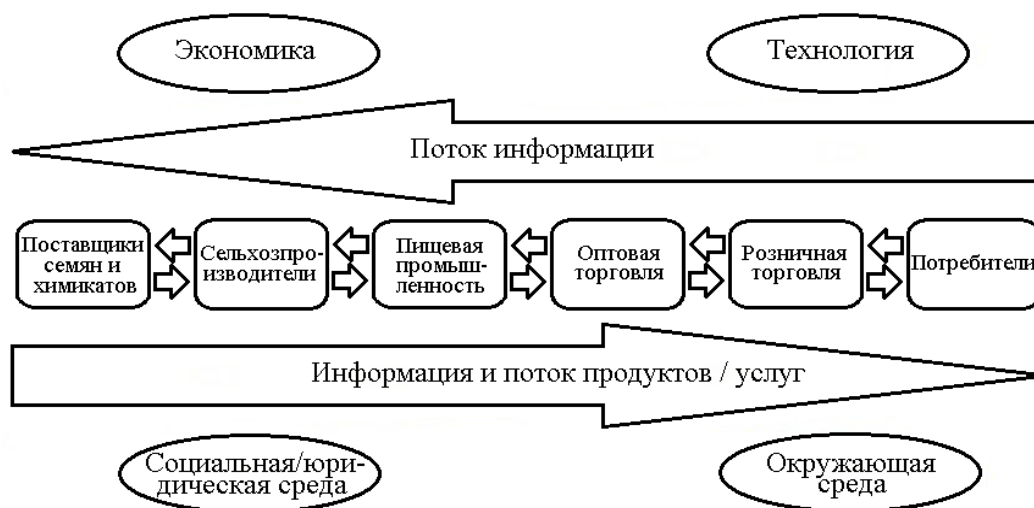 Экономика
Технология
Поток информации
Поставщики
семян и
химикатов
Сельхозпро-
изводители
Пищевая
промыш-
ленность
Оптовая
торговля
Розничная
торговля
Потребители
Информация и поток продуктов / услуг
Социальная/юри-
дическая среда
Окружающая
среда